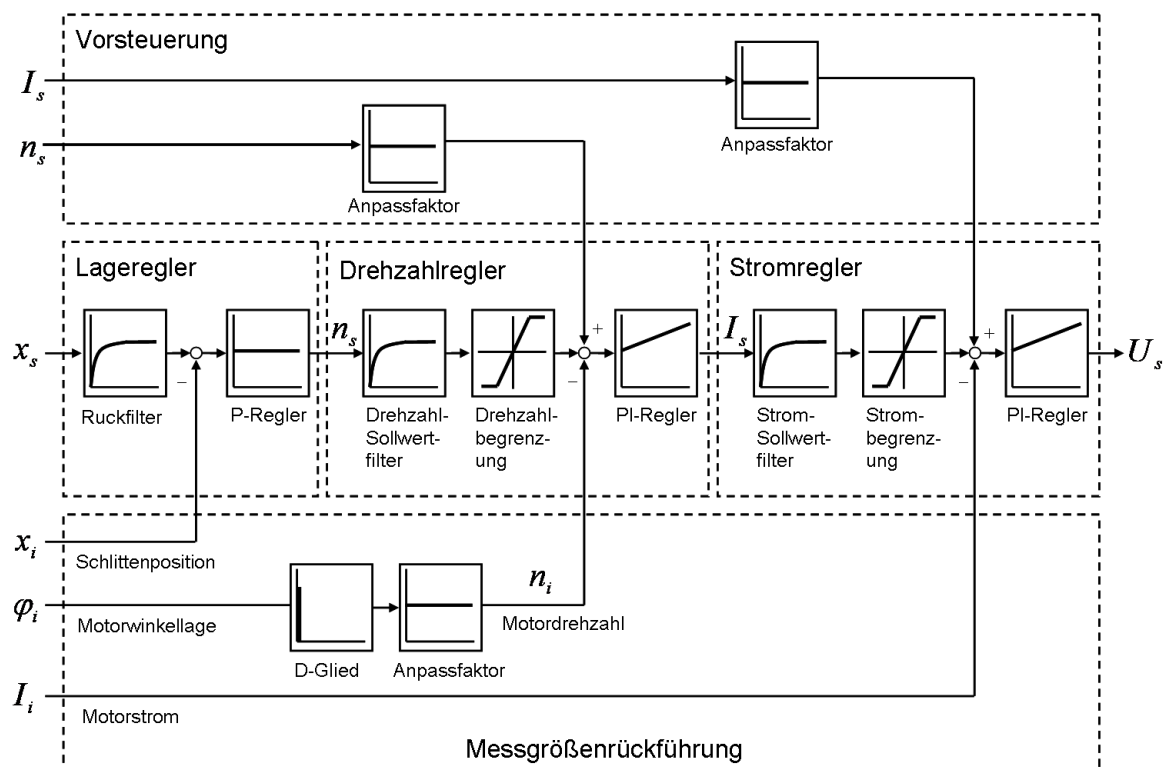 Vorsteuerung
I_s
Anpassfaktor
n_s
Anpassfaktor
Lageregler
Drehzahlregler
Stromregler
x_s
n_s
+
I_s
+
U_s
−
−
−
Ruckfilter
P-Regler
Drehzahl-
Sollwert-
filter
Drehzahl-
begrenz-
ung
PI-Regler
Strom-
Sollwert-
filter
Strom-
begrenz-
ung
PI-Regler
x_i
Schlittenposition
φ_i
Motorwinkellage
n_i
Motordrehzahl
D-Glied
Anpassfaktor
I_i
Motorstrom
Messgrößenrückführung